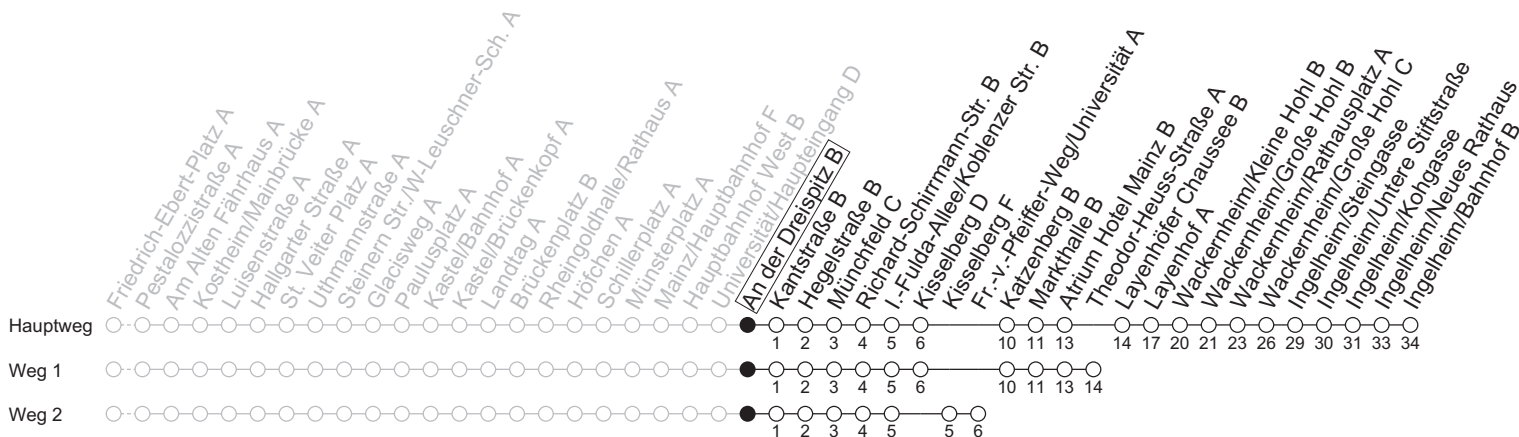 Friedrich-Ebert-Platz A
Pestalozzistraße A
Am Alten Fährhaus A
Kostheim/Mainbrücke A
Luisenstraße A
Hallgarter Straße A
St. Veiter Platz A
Uthmannstraße A
Steinern Str./W-Leuschner-Sch. A
Glacisweg A
Paulusplatz A
Kastel/Bahnhof A
Kastel/Brückenkopf A
Landtag A
Brückenplatz B
Rheingoldhalle/Rathaus A
Höfchen A
Schillerplatz A
Münsterplatz A
Mainz/Hauptbahnhof F
Hauptbahnhof West B
Universität/Haupteingang D
An der Dreispitz B
Kantstraße B
Hegelstraße B
Münchfeld C
Richard-Schirrmann-Str. B
I.-Fulda-Allee/Koblenzer Str. B
Kisselberg D
Kisselberg F
Fr.-v.-Pfeiffer-Weg/Universität A
Katzenberg B
Markthalle B
Atrium Hotel Mainz B
Theodor-Heuss-Straße A
Layenhöfer Chaussee B
Layenhof A
Wackernheim/Kleine Hohl B
Wackernheim/Große Hohl B
Wackernheim/Rathausplatz A
Wackernheim/Große Hohl C
Ingelheim/Steingasse
Ingelheim/Untere Stiftstraße
Ingelheim/Rohgasse
Ingelheim/Neues Rathaus
Ingelheim/Bahnhof B
Hauptweg
1 2 3 4 5 6 10 11 13 14 17 20 21 23 26 29 30 31 33 34
Weg 1
1 2 3 4 5 6 10 11 13 14
Weg 2
1 2 3 4 5 5 6